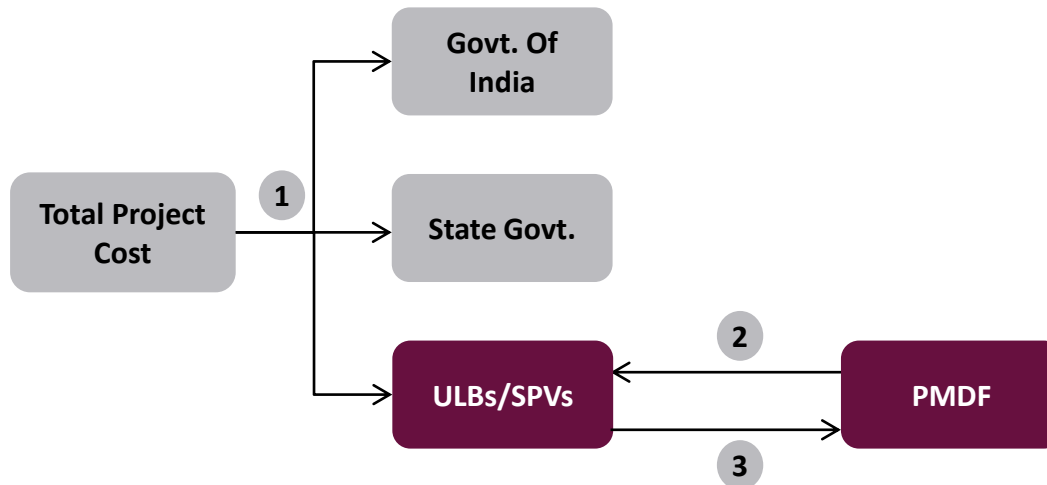 Govt. Of
India
1
Total Project
Cost
State Govt.
2
ULBs/SPVs
PMDF
3